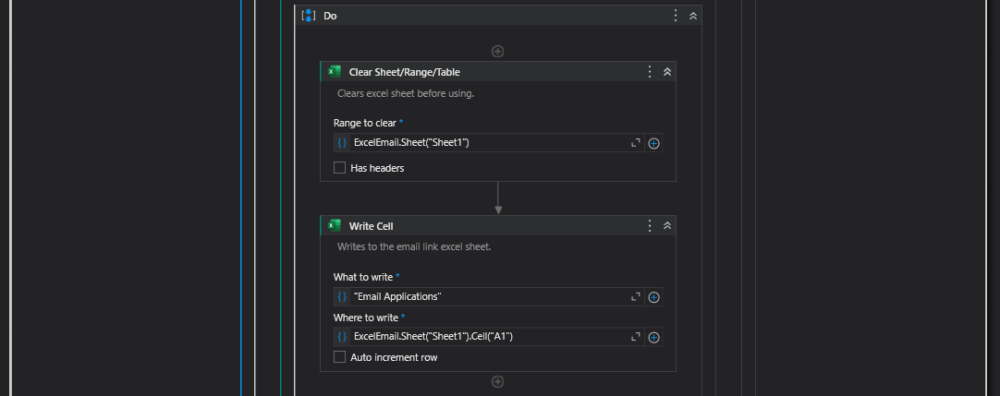 Do
Clear Sheet/Range/Table
Clears excel sheet before using.
Range to clear *
ExcelEmail.Sheet("Sheet1")
Has headers
Write Cell
Writes to the email link excel sheet.
What to write *
"Email Applications"
Where to write *
ExcelEmail.Sheet("Sheet1").Cell("A1")
Auto increment row